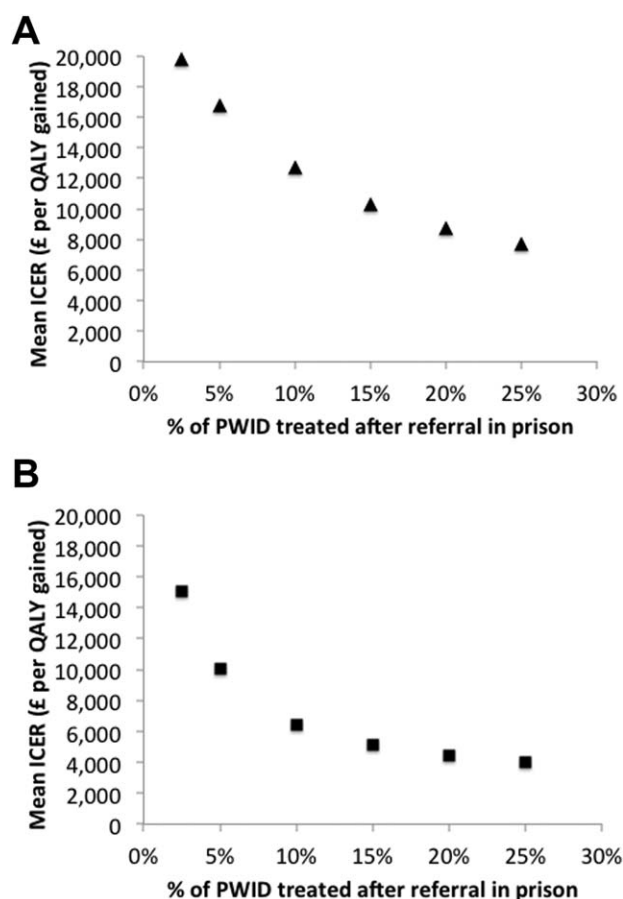 A
Mean ICER (£ per QALY gained)
20,000
18,000
16,000
14,000
12,000
10,000
8,000
6,000
4,000
2,000
0
0% 5% 10% 15% 20% 25% 30%
% of PWID treated after referral in prison
B
Mean ICER (£ per QALY gained)
20,000
18,000
16,000
14,000
12,000
10,000
8,000
6,000
4,000
2,000
0
0% 5% 10% 15% 20% 25% 30%
% of PWID treated after referral in prison